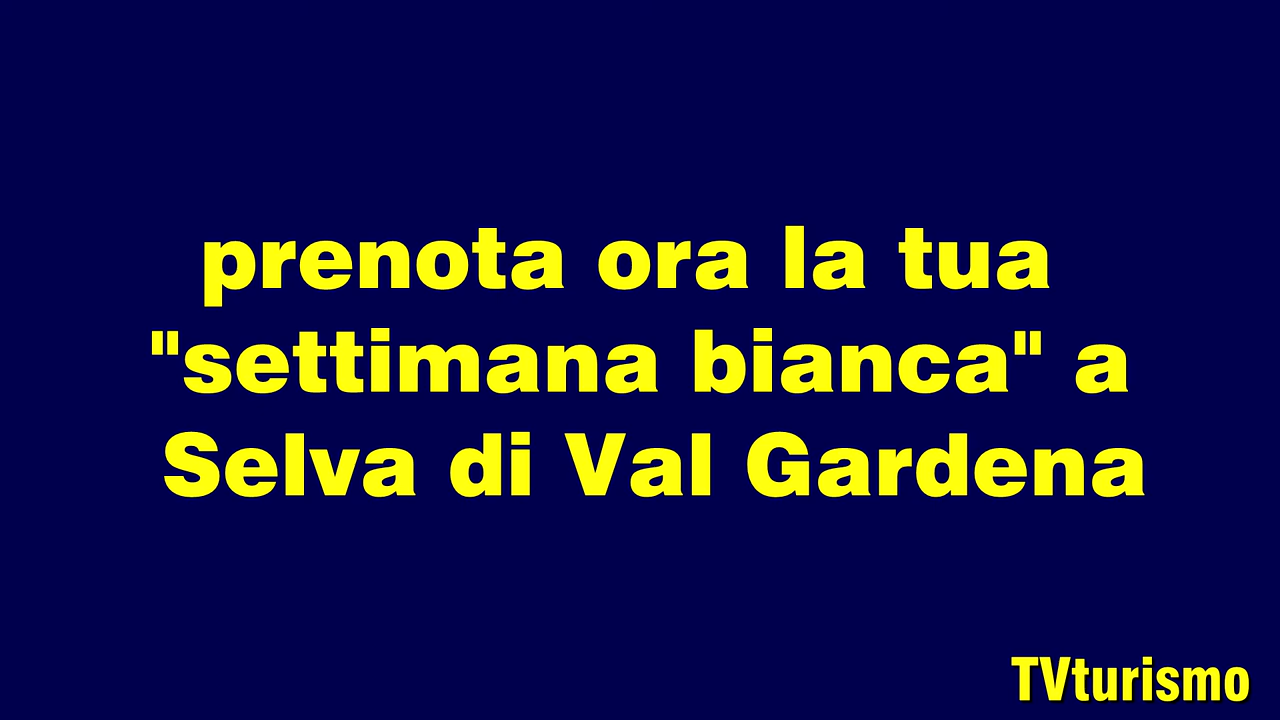 prenota ora la tua
"settimana bianca" a
Selva di Val Gardena
TVturismo